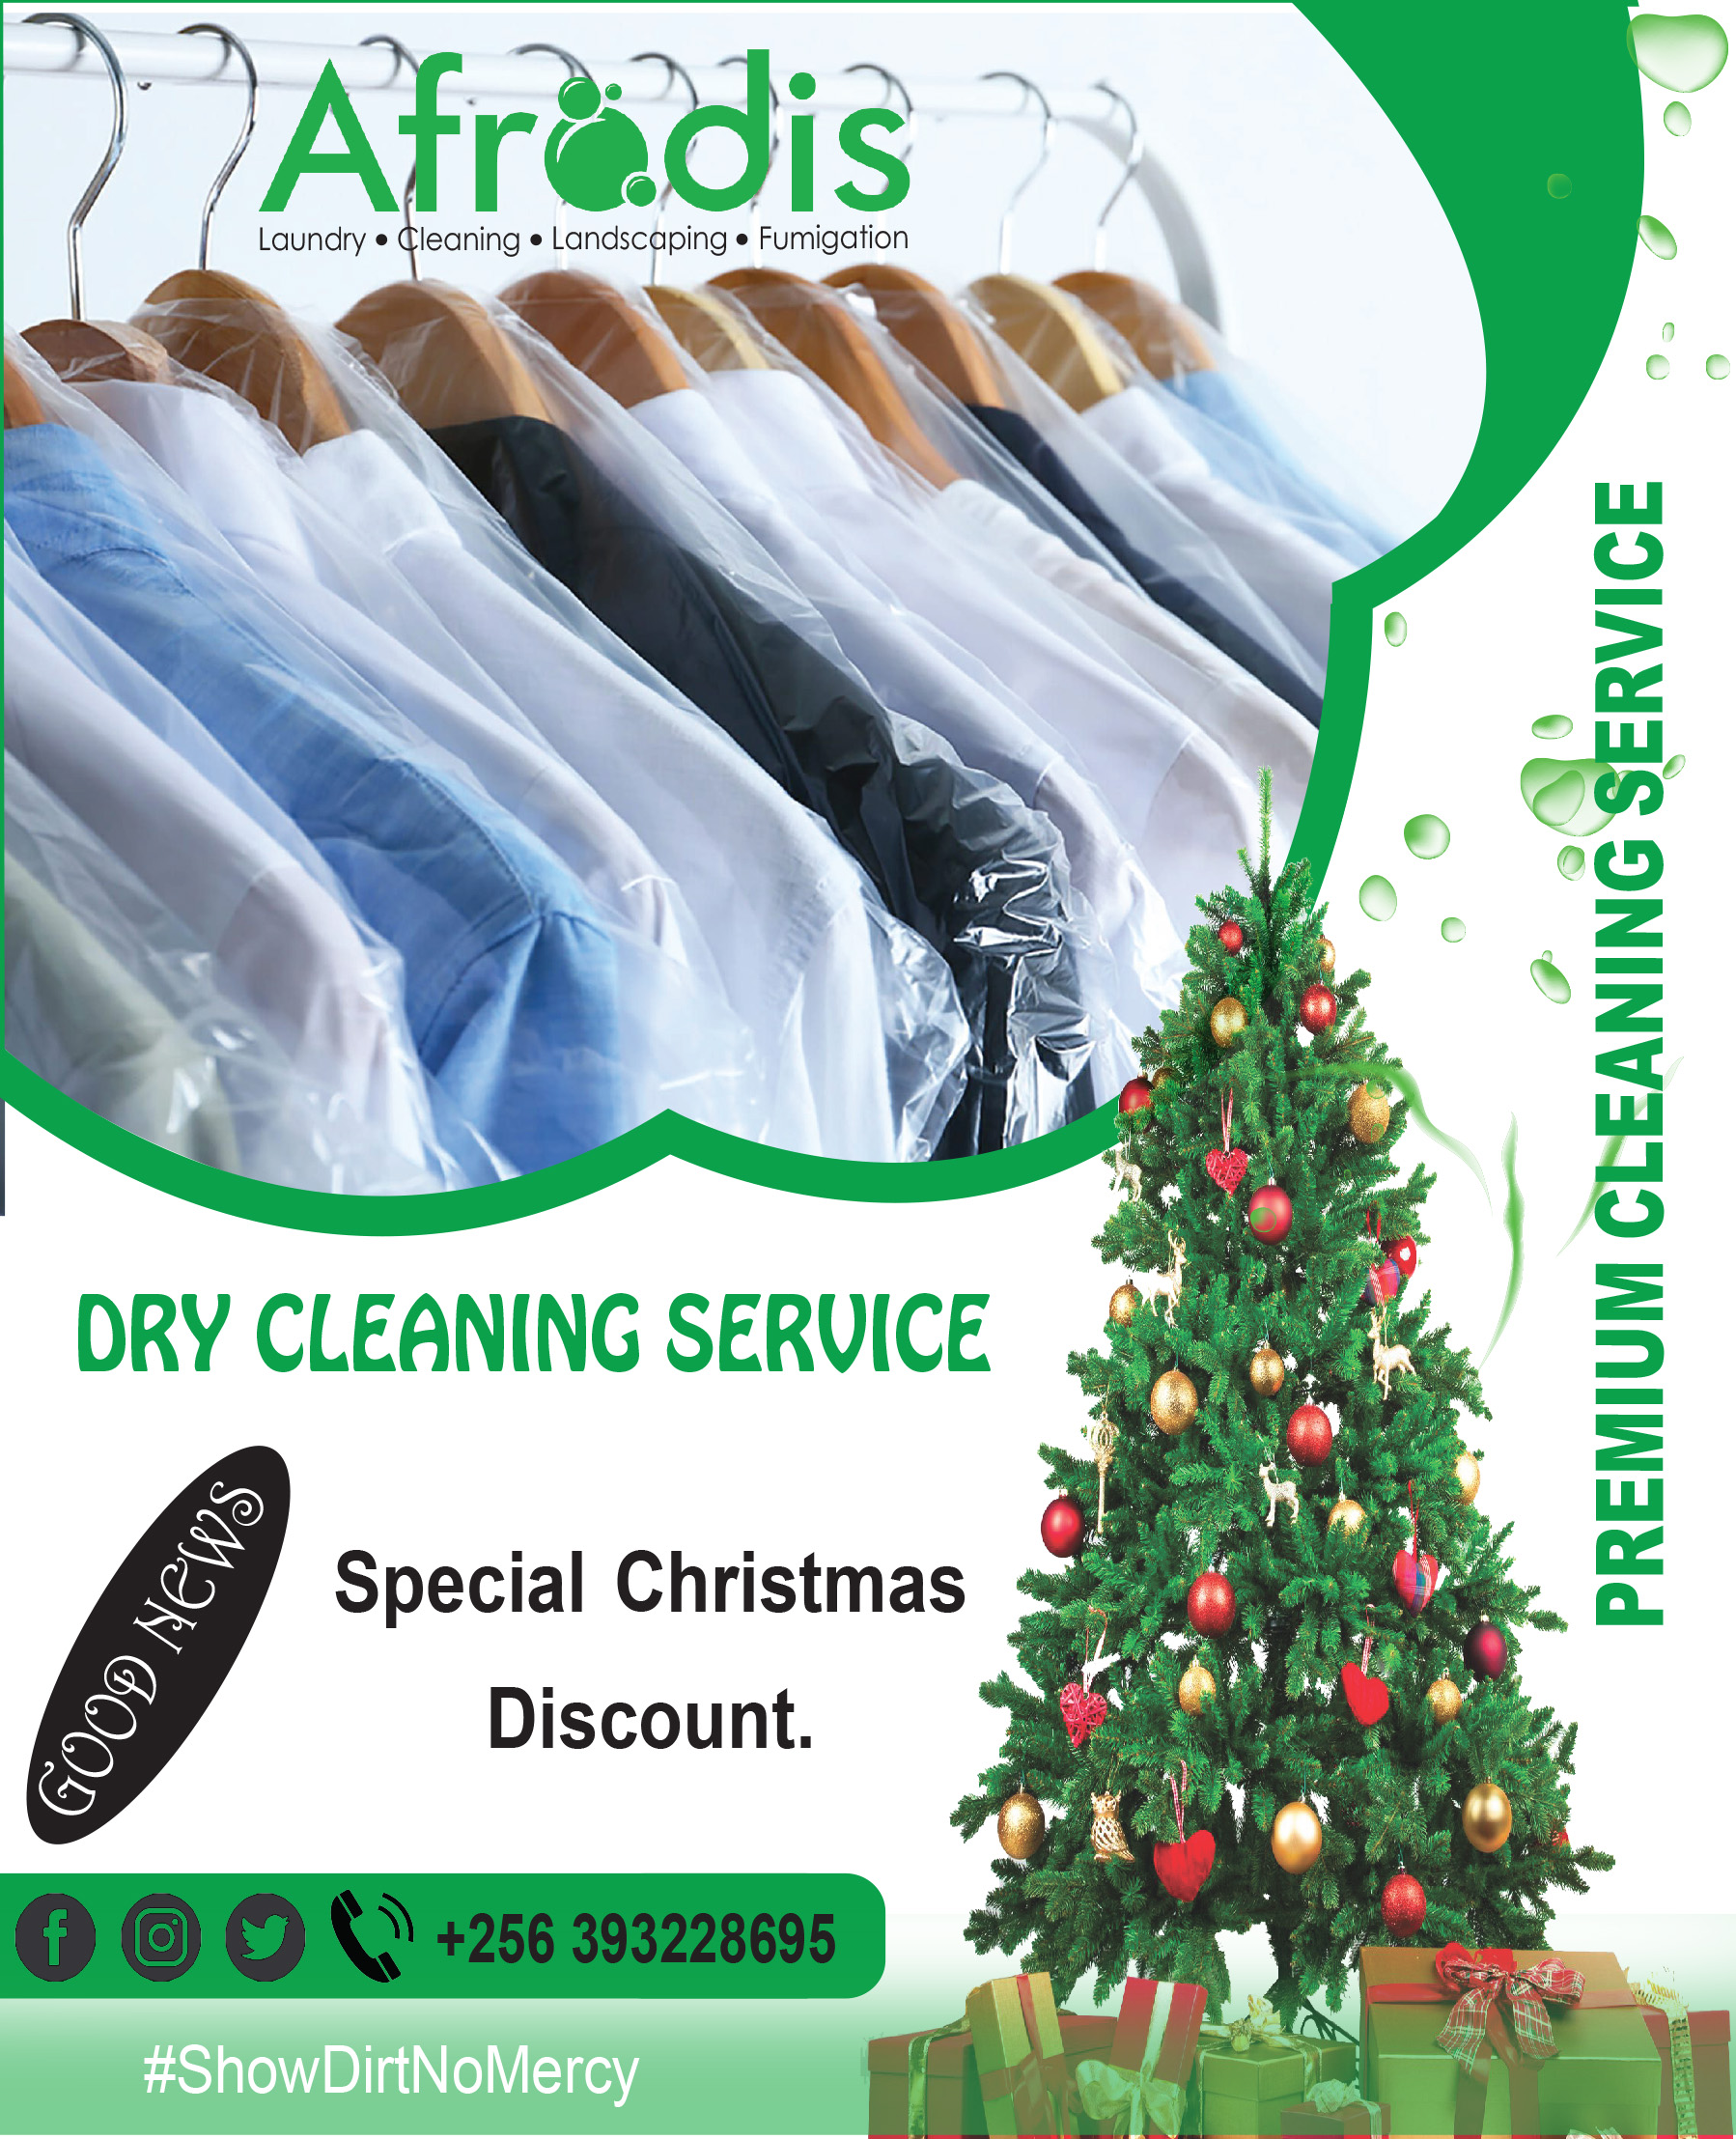 Afrodis
Laundry • Cleaning • Landscaping • Fumigation
PREMIUM CLEANING SERVICE
DRY CLEANING SERVICE
GOOD NEWS
Special Christmas
Discount.
+256 393228695
#ShowDirtNoMercy